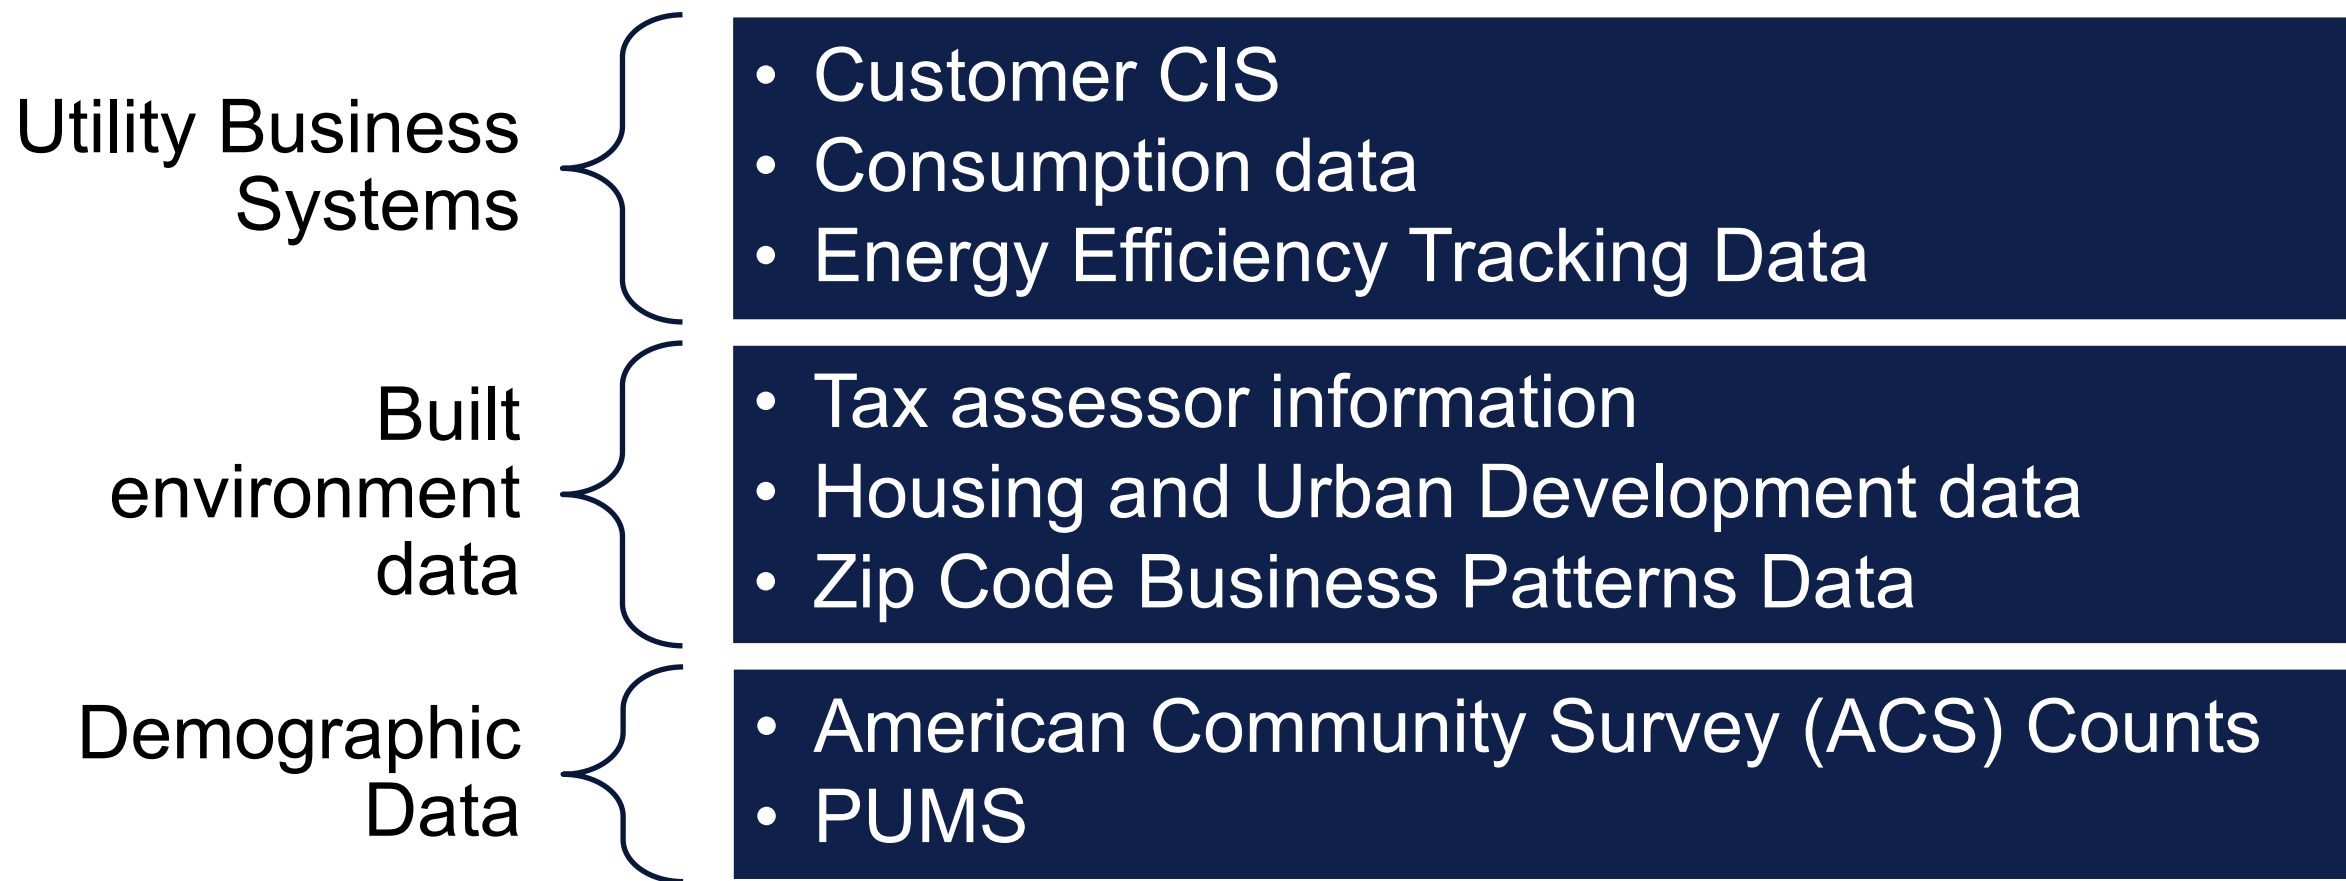 Utility Business
Systems
• Customer CIS
• Consumption data
• Energy Efficiency Tracking Data
Built
environment
data
• Tax assessor information
• Housing and Urban Development data
• Zip Code Business Patterns Data
Demographic
Data
• American Community Survey (ACS) Counts
• PUMS